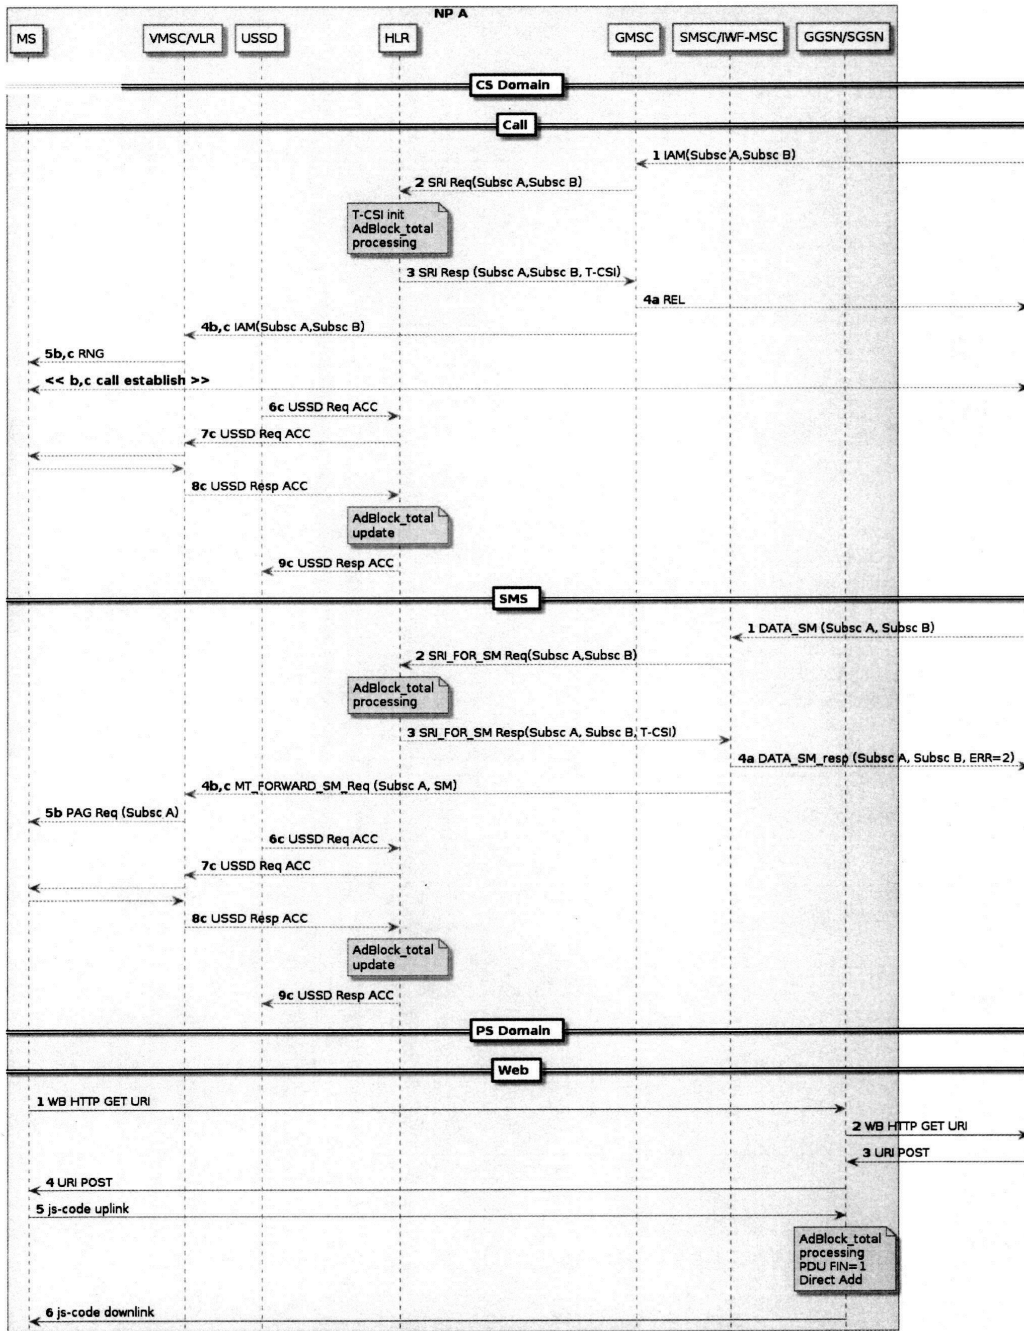 NP A
MS
VMSC/VLR
USSD
HLR
GMSC
SMSC/IWF-MSC
GGSN/SGSN
CS Domain
Call
1 IAM(Subsc A,Subsc B)
2 SRI Req(Subsc A,Subsc B)
T-CSI init
AdBlock_total
processing
3 SRI Resp (Subsc A,Subsc B, T-CSI)
4a REL
4b,c IAM(Subsc A,Subsc B)
5b,c RNG
<< b,c call establish >>
6c USSD Req ACC
7c USSD Req ACC
8c USSD Resp ACC
AdBlock_total
update
9c USSD Resp ACC
SMS
1 DATA_SM (Subsc A, Subsc B)
2 SRI_FOR_SM Req(Subsc A,Subsc B)
AdBlock_total
processing
3 SRI_FOR_SM Resp(Subsc A, Subsc B, T-CSI)
4a DATA_SM_resp (Subsc A, Subsc B, ERR=2)
4b,c MT_FORWARD_SM_Req (Subsc A, SM)
5b PAG Req (Subsc A)
6c USSD Req ACC
7c USSD Req ACC
8c USSD Resp ACC
AdBlock_total
update
9c USSD Resp ACC
PS Domain
Web
1 WB HTTP GET URI
2 WB HTTP GET URI
3 URI POST
4 URI POST
5 js-code uplink
AdBlock_total
processing
PDU FIN=1
Direct Add
6 js-code downlink